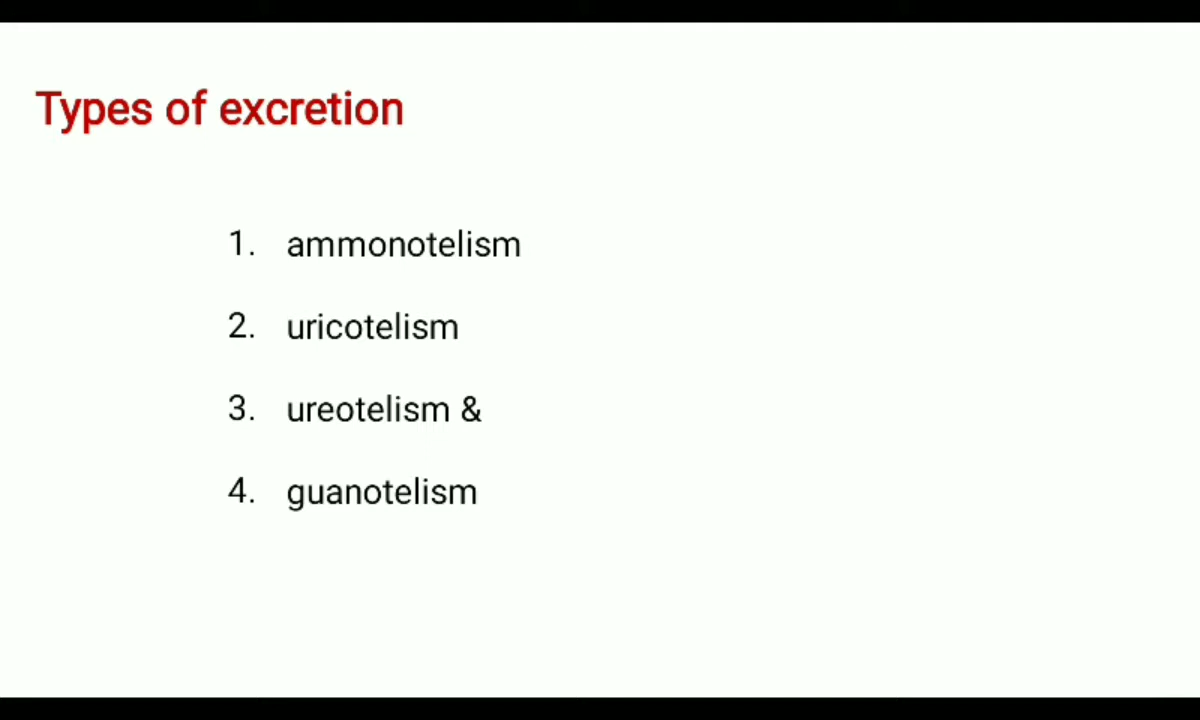 Types of excretion
1. ammonotelism
2. uricotelism
3. ureotelism &
4. guanotelism